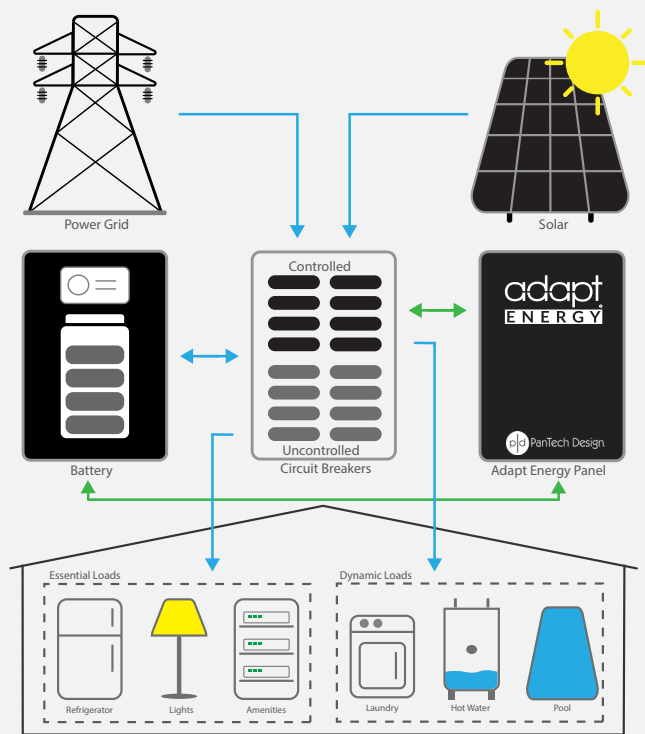 Power Grid
Solar
Controlled
adapt
ENERGY
p|d PanTech Design
Uncontrolled
Battery
Circuit Breakers
Adapt Energy Panel
Essential Loads
Dynamic Loads
Refrigerator
Lights
Amenities
Laundry
Hot Water
Pool